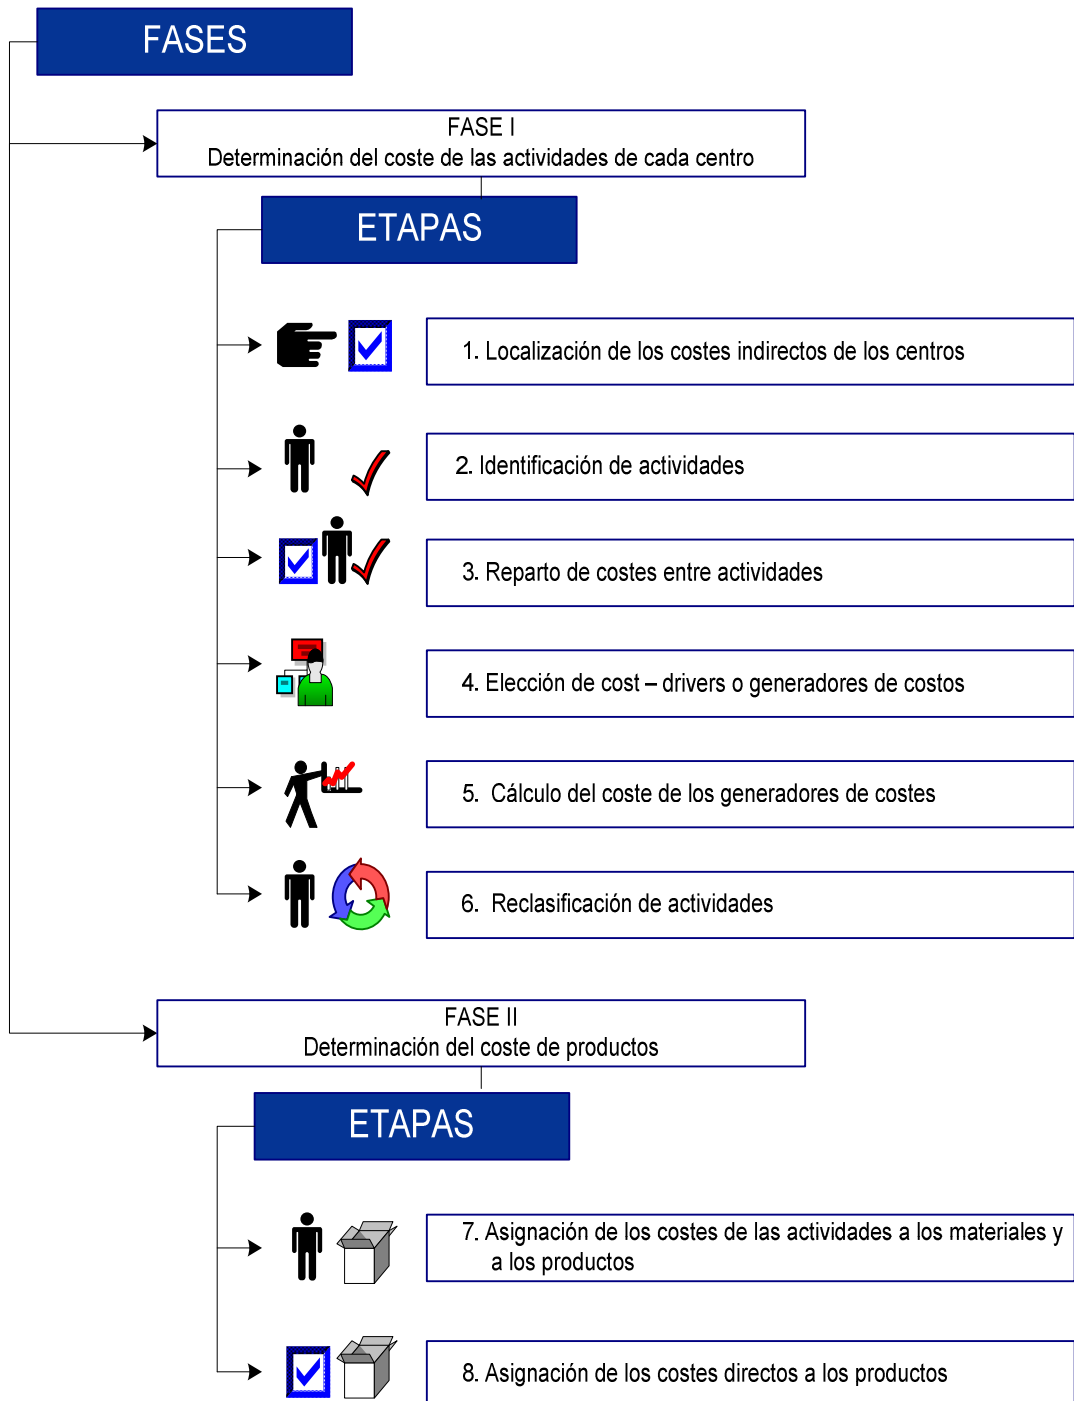 FASES
FASE I
Determinación del coste de las actividades de cada centro
ETAPAS
1. Localización de los costes indirectos de los centros
2. Identificación de actividades
3. Reparto de costes entre actividades
4. Elección de cost – drivers o generadores de costos
5. Cálculo del coste de los generadores de costes
6. Reclasificación de actividades
FASE II
Determinación del coste de productos
ETAPAS
7. Asignación de los costes de las actividades a los materiales y
a los productos
8. Asignación de los costes directos a los productos